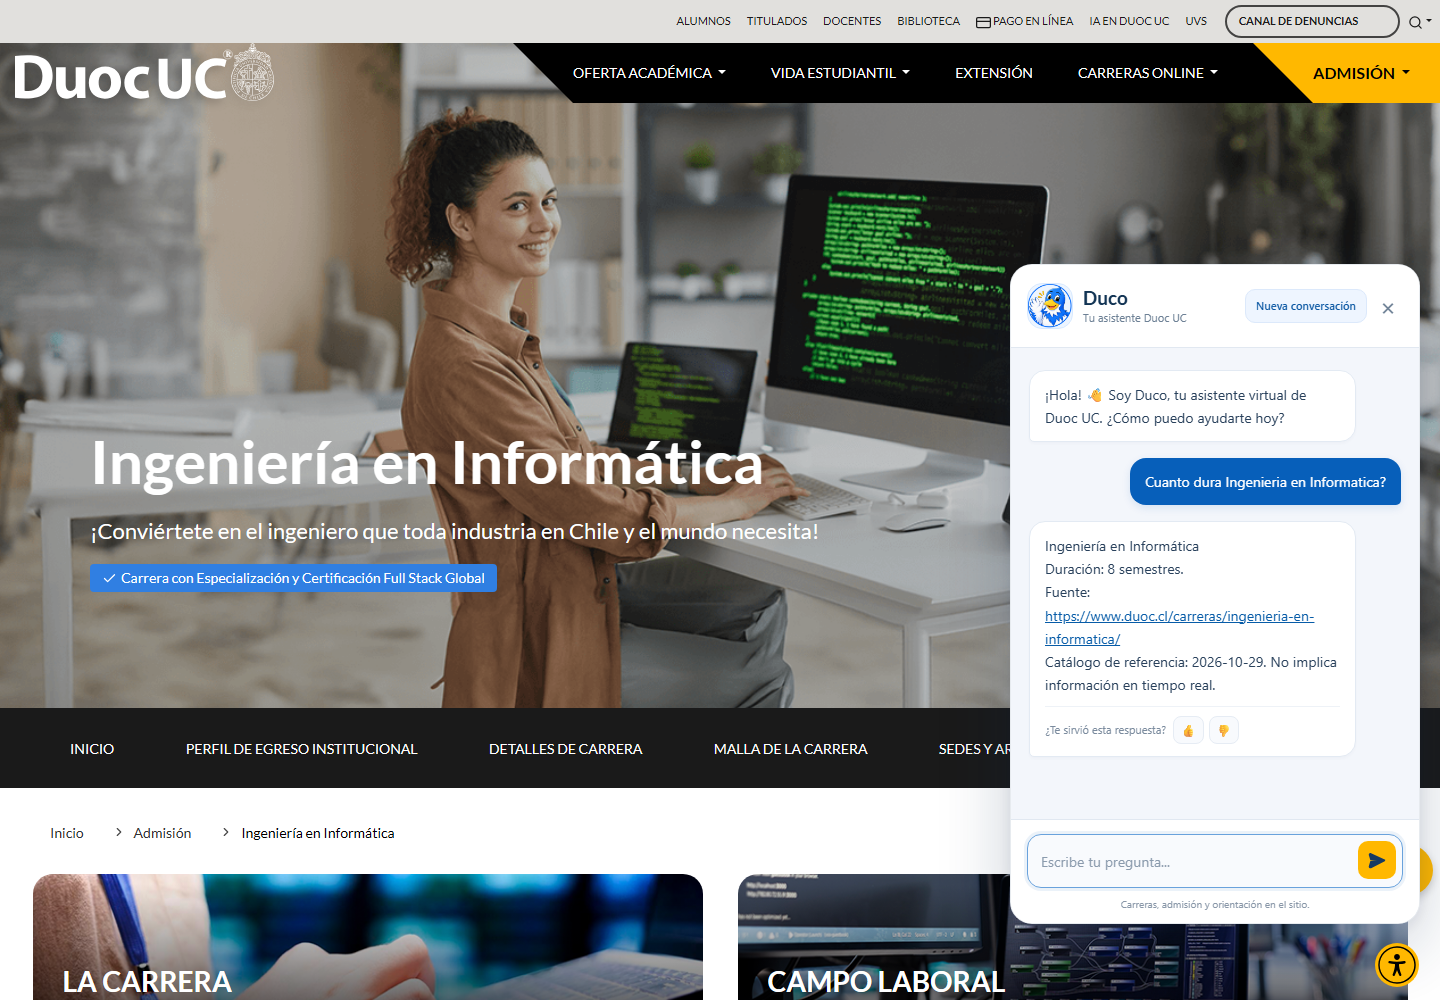 ALUMNOS TITULADOS DOCENTES BIBLIOTECA PAGO EN LÍNEA IA EN DUOC UC UVS CANAL DE DENUNCIAS
Duoc UC®
OFERTA ACADÉMICA VIDA ESTUDIANTIL EXTENSIÓN CARRERAS ONLINE ADMISIÓN
Ingeniería en Informática
¡Conviértete en el ingeniero que toda industria en Chile y el mundo necesita!
Carrera con Especialización y Certificación Full Stack Global
INICIO PERFIL DE EGRESO INSTITUCIONAL DETALLES DE CARRERA MALLA DE LA CARRERA SEDES Y AR
Inicio > Admisión > Ingeniería en Informática
LA CARRERA
CAMPO LABORAL
Duco
Tu asistente Duoc UC
Nueva conversación
¡Hola! 👋 Soy Duco, tu asistente virtual de
Duoc UC. ¿Cómo puedo ayudarte hoy?
Cuanto dura Ingenieria en Informatica?
Ingeniería en Informática
Duración: 8 semestres.
Fuente:
https://www.duoc.cl/carreras/ingenieria-en-
informatica/
Catálogo de referencia: 2026-10-29. No implica
información en tiempo real.
¿Te sirvió esta respuesta? 👍 👎
Escribe tu pregunta...
Carreras, admisión y orientación en el sitio.